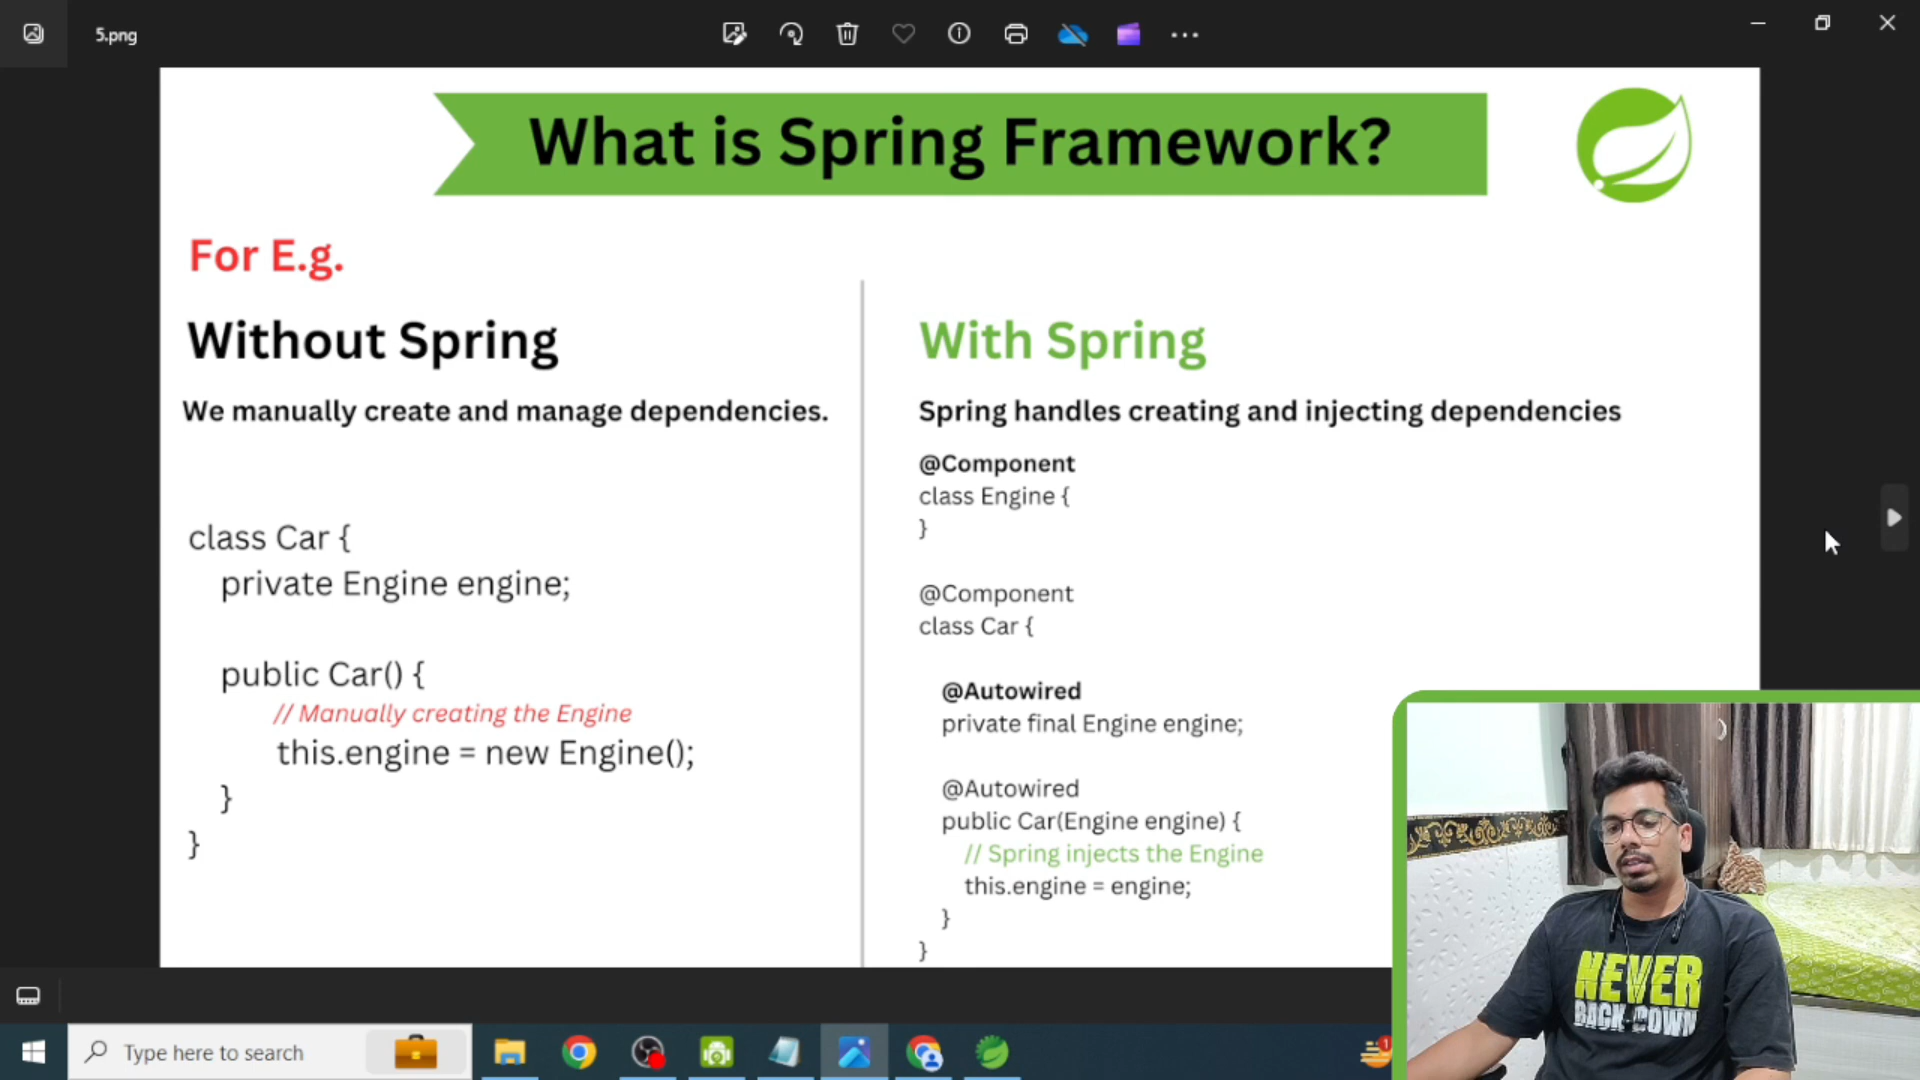 5.png
What is Spring Framework?
For E.g.
Without Spring
We manually create and manage dependencies.
class Car {
private Engine engine;
public Car() {
// Manually creating the Engine
this.engine = new Engine();
}
}
With Spring
Spring handles creating and injecting dependencies
@Component
class Engine {
}
@Component
class Car {
@Autowired
private final Engine engine;
@Autowired
public Car(Engine engine) {
// Spring injects the Engine
this.engine = engine;
}
}
NEVER
BACK DOWN
Type here to search
1